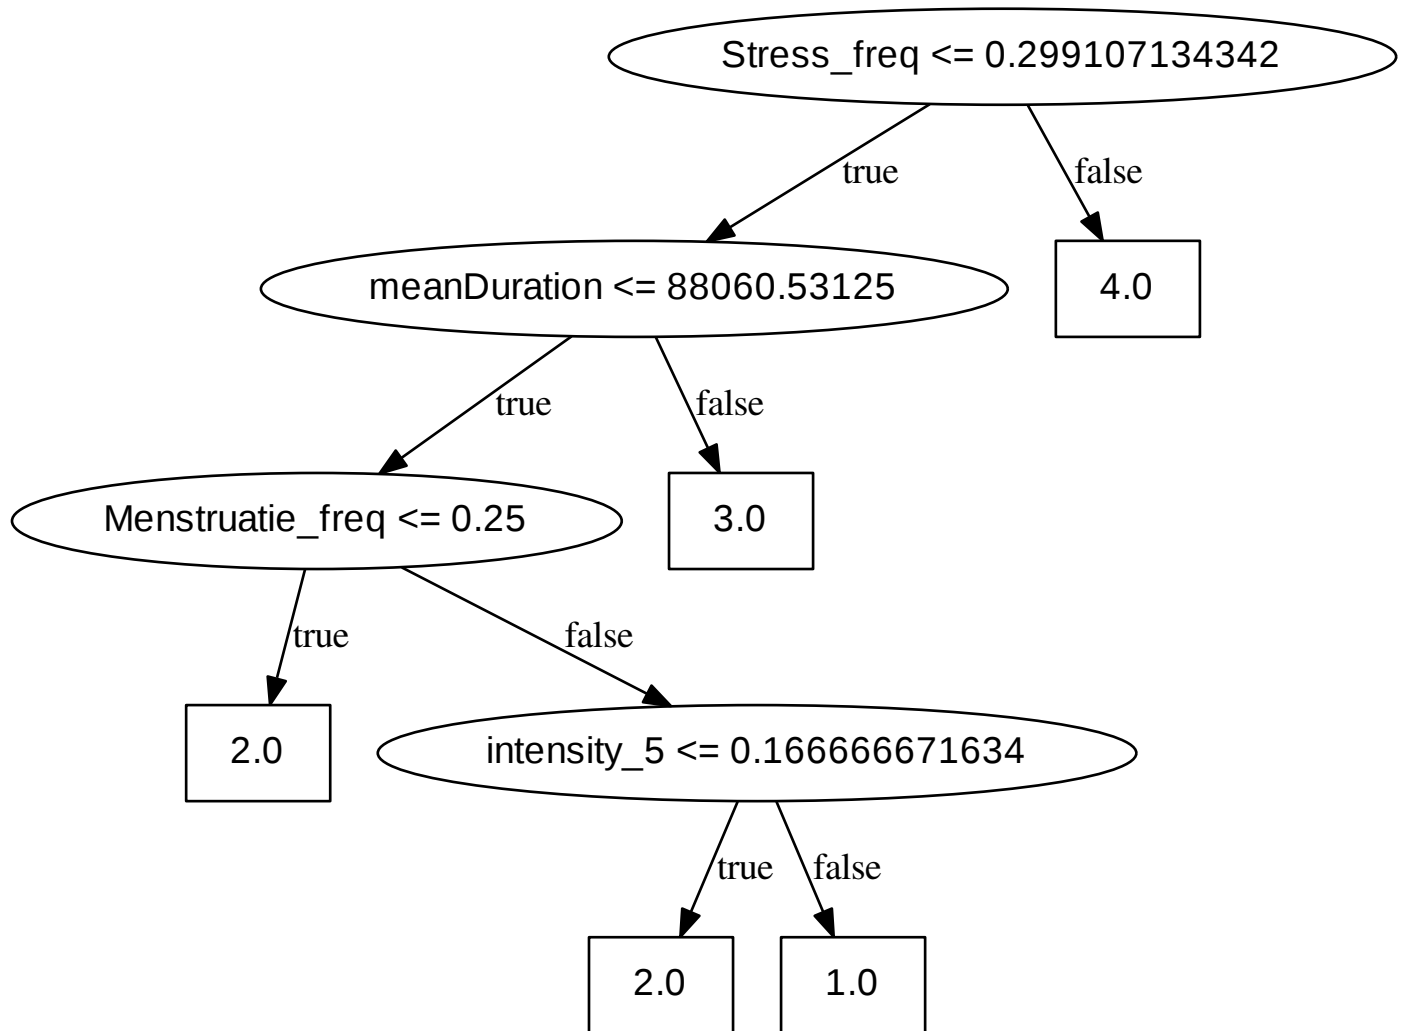 Stress_freq <= 0.299107134342
true
false
meanDuration <= 88060.53125
4.0
true
false
Menstruatie_freq <= 0.25
3.0
true
false
2.0
intensity_5 <= 0.166666671634
true
false
2.0
1.0